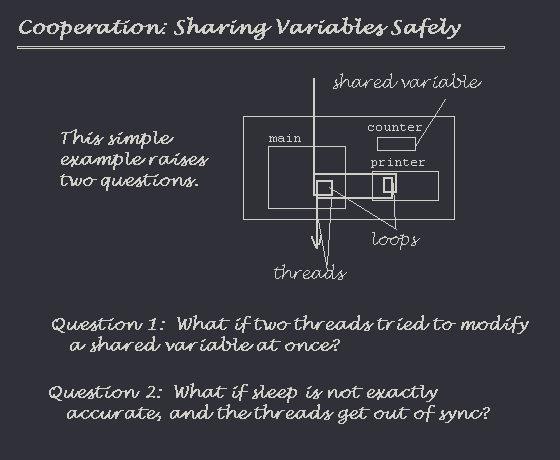 Cooperation: Sharing Variables Safely
shared variable
counter
main
printer
This simple
example raises
two questions.
loops
threads
Question 1: What if two threads tried to modify
a shared variable at once?
Question 2: What if sleep is not exactly
accurate, and the threads get out of sync?